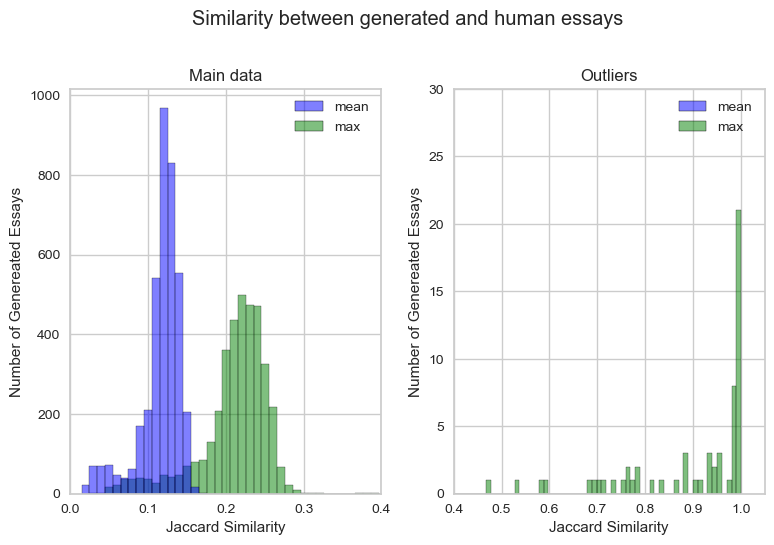 Similarity between generated and human essays
Main data
mean
max
1000
800
600
400
200
0
0.0 0.1 0.2 0.3 0.4
Jaccard Similarity
Number of Genereated Essays
Outliers
mean
max
30
25
20
15
10
5
0
0.4 0.5 0.6 0.7 0.8 0.9 1.0
Jaccard Similarity
Number of Genereated Essays